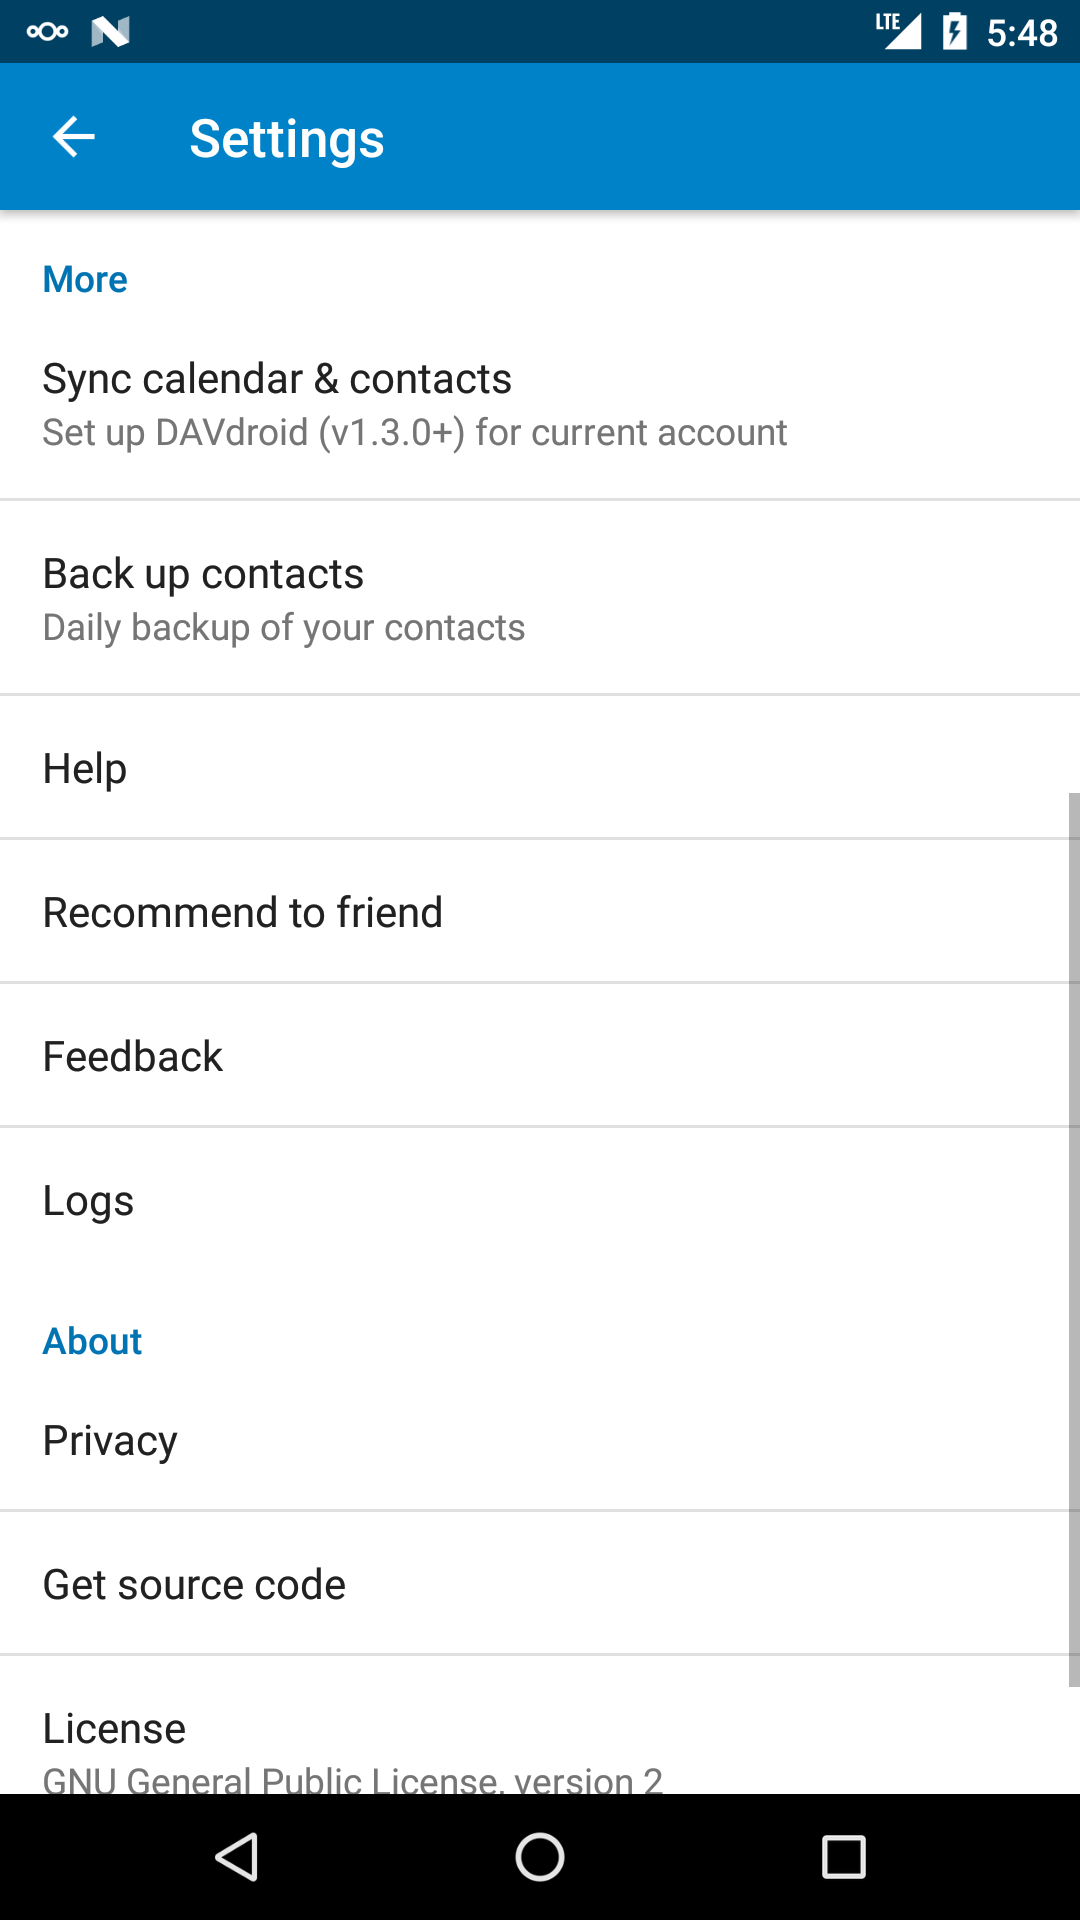 LTE 5:48
Settings
More
Sync calendar & contacts
Set up DAVdroid (v1.3.0+) for current account
Back up contacts
Daily backup of your contacts
Help
Recommend to friend
Feedback
Logs
About
Privacy
Get source code
License
GNU General Public License, version 2